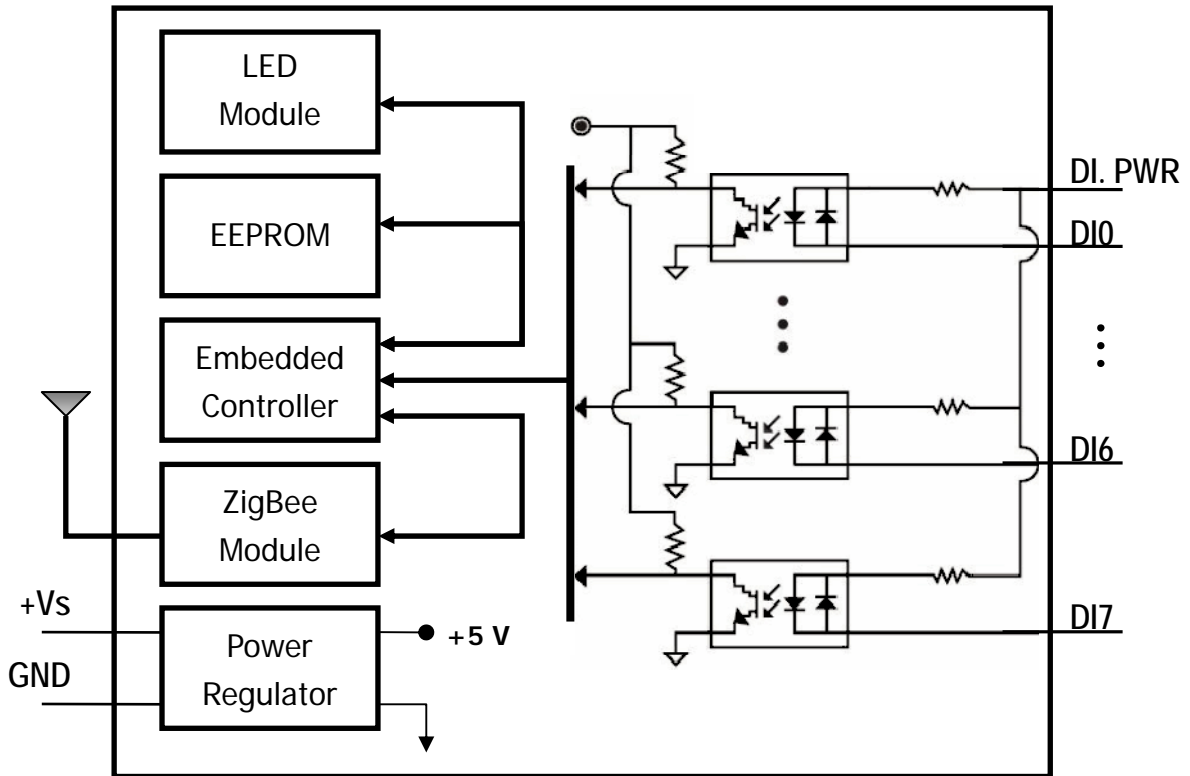 LED
Module
EEPROM
Embedded
Controller
ZigBee
Module
+Vs
GND
Power
Regulator
+5 V
DI. PWR
DI0
DI6
DI7